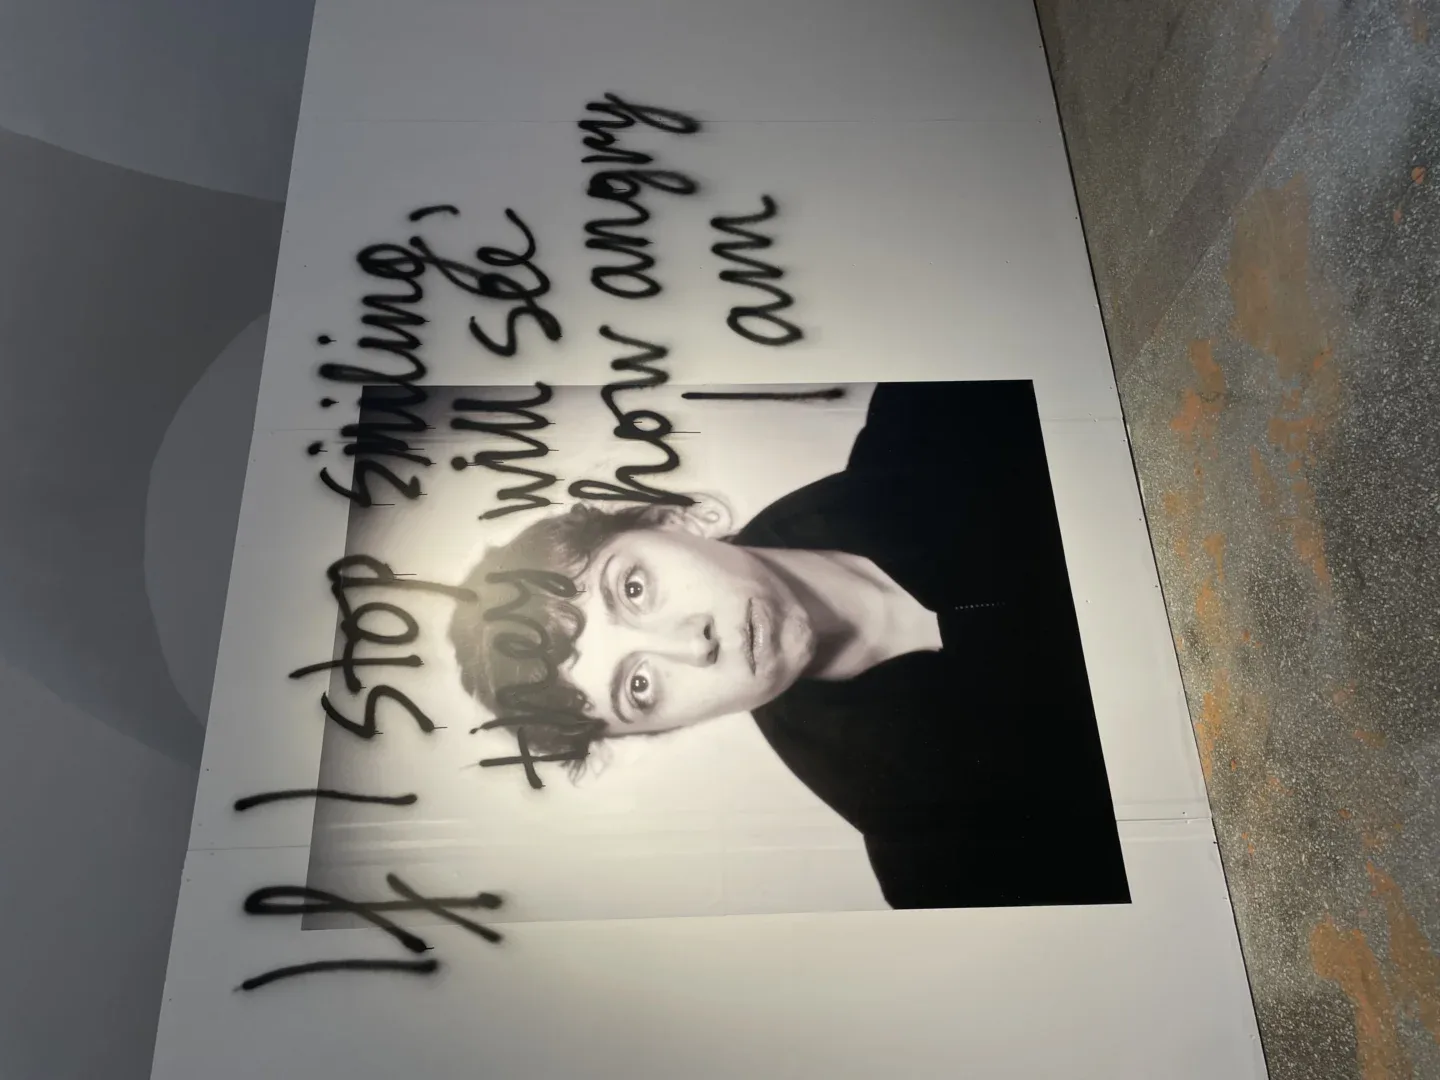 If I stop smiling,
they will see
how angry
I am